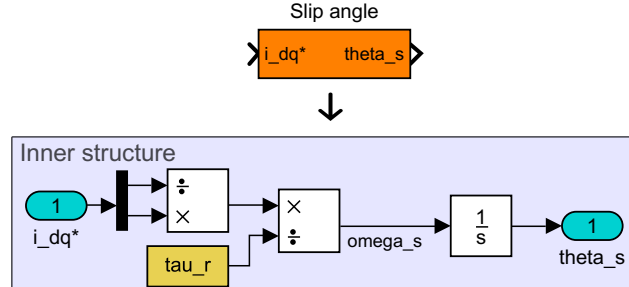 Slip angle
i_dq* theta_s
Inner structure
1
i_dq*
÷
×
tau_r
×
÷
omega_s
1
s
1
theta_s